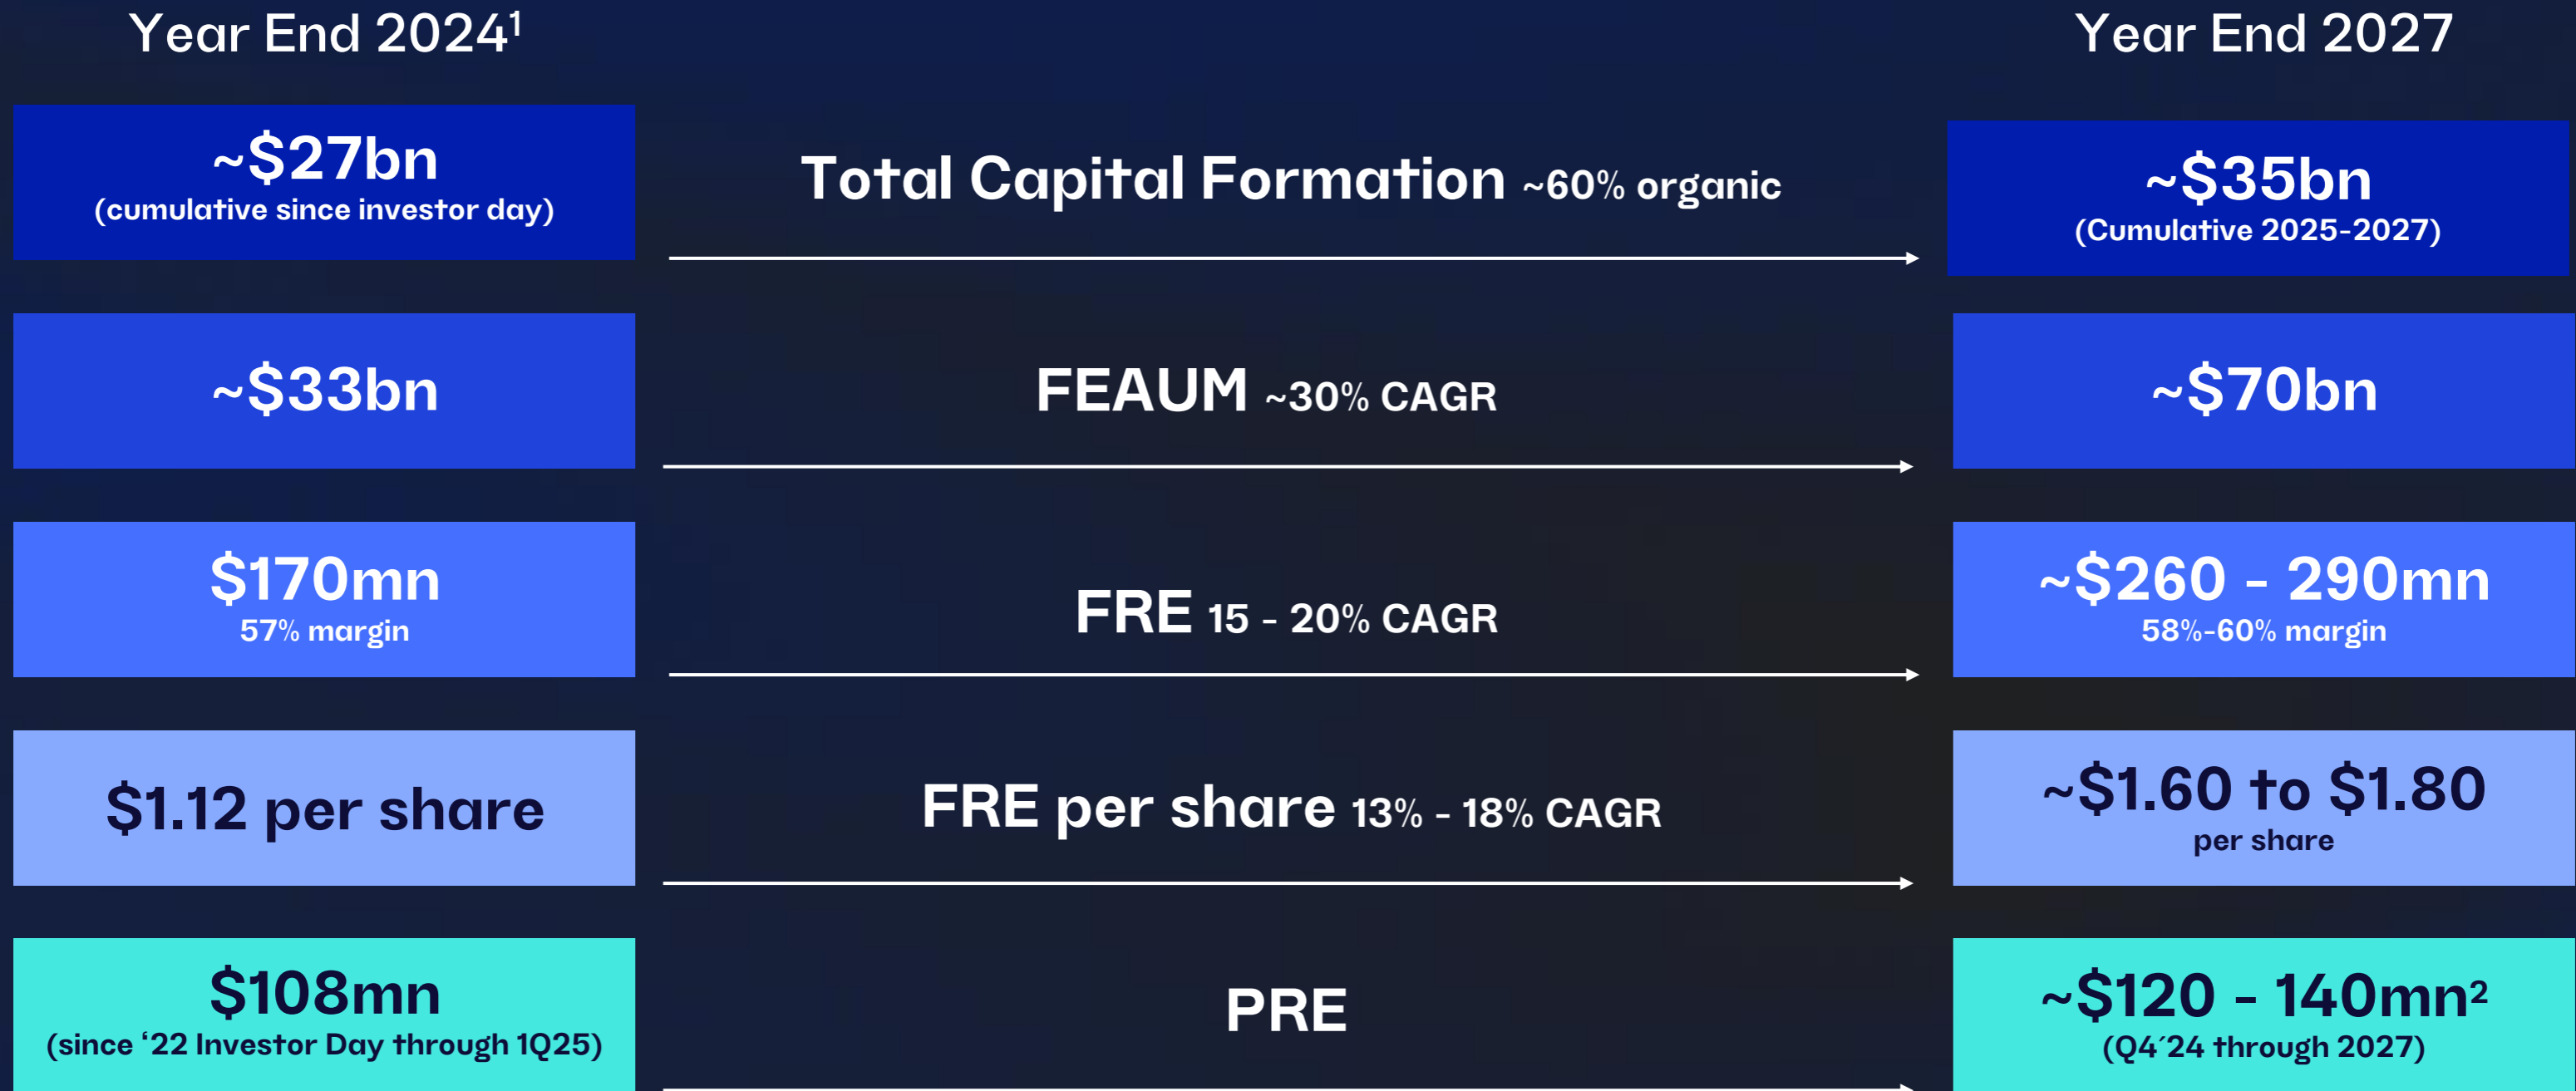 Year End 2024¹
Year End 2027
~$27bn
(cumulative since investor day)
Total Capital Formation ~60% organic
~$35bn
(Cumulative 2025-2027)
~$33bn
FEAUM ~30% CAGR
~$70bn
$170mn
57% margin
FRE 15 - 20% CAGR
~$260 - 290mn
58%-60% margin
$1.12 per share
FRE per share 13% - 18% CAGR
~$1.60 to $1.80
per share
$108mn
(since ‘22 Investor Day through 1Q25)
PRE
~$120 - 140mn²
(Q4´24 through 2027)